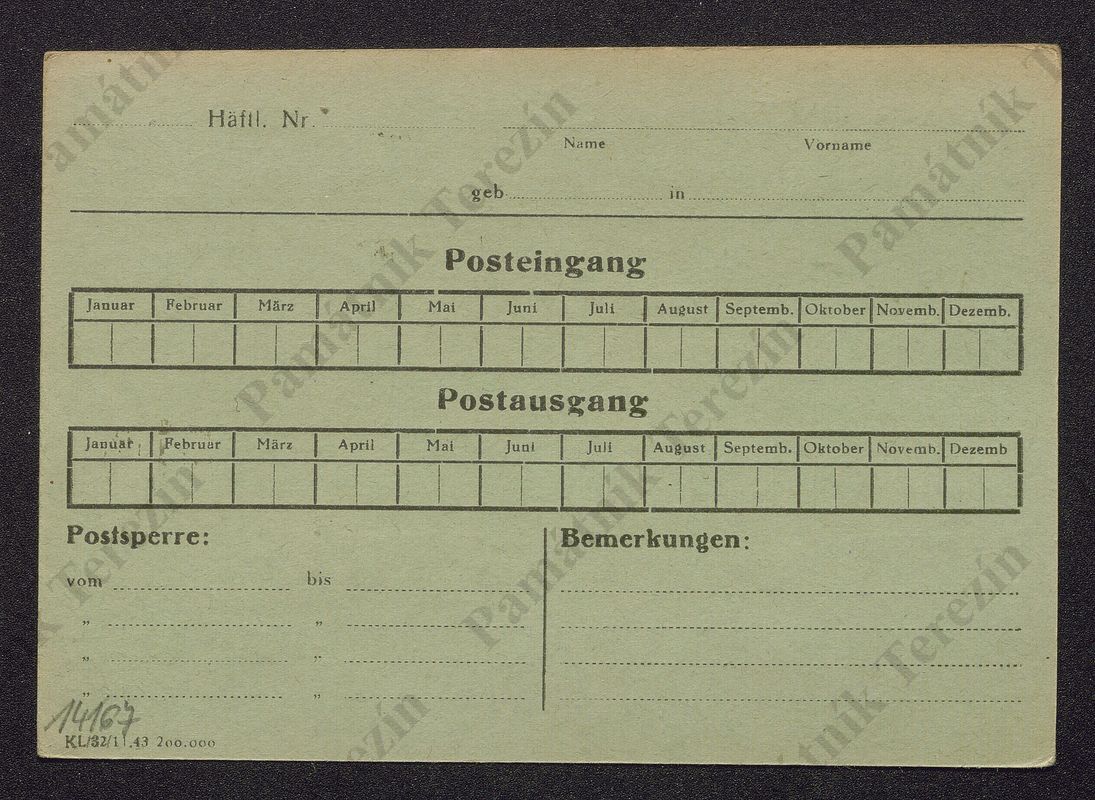 Häftl. Nr.
Name Vorname
geb. in
Posteingang
Januar Februar März April Mai Juni Juli August Septemb. Oktober Novemb. Dezemb.
Postausgang
Januar Februar März April Mai Juni Juli August Septemb. Oktober Novemb. Dezemb
Postsperre: Bemerkungen:
vom bis
„ „
„ „
„ „
14167
KL/32/11.43 200.000
Památník Terezín